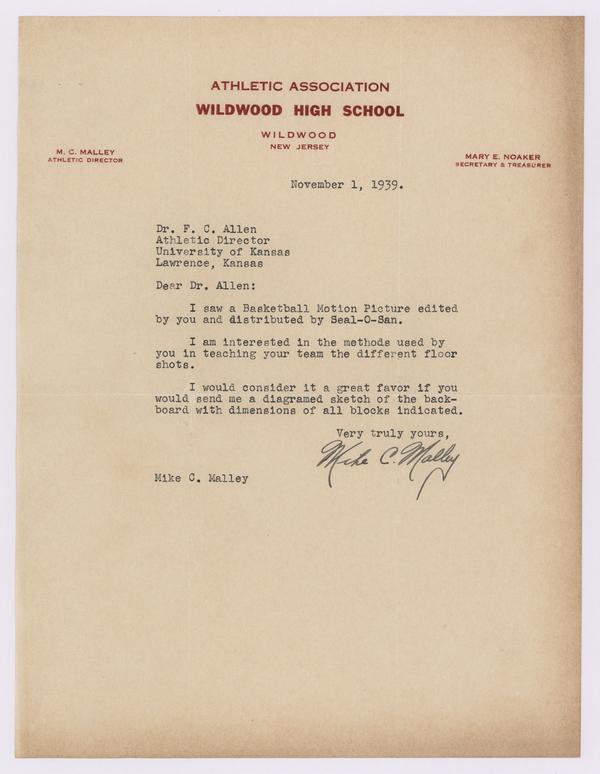 ATHLETIC ASSOCIATION
WILDWOOD HIGH SCHOOL
WILDWOOD
NEW JERSEY
M. C. MALLEY
ATHLETIC DIRECTOR
MARY E. NOAKER
SECRETARY & TREASURER
November 1, 1939.
Dr. F. C. Allen
Athletic Director
University of Kansas
Lawrence, Kansas
Dear Dr. Allen:
I saw a Basketball Motion Picture edited
by you and distributed by Seal-O-San.
I am interested in the methods used by
you in teaching your team the different floor
shots.
I would consider it a great favor if you
would send me a diagramed sketch of the back-
board with dimensions of all blocks indicated.
Very truly yours,
Mike C. Malley
Mike C. Malley